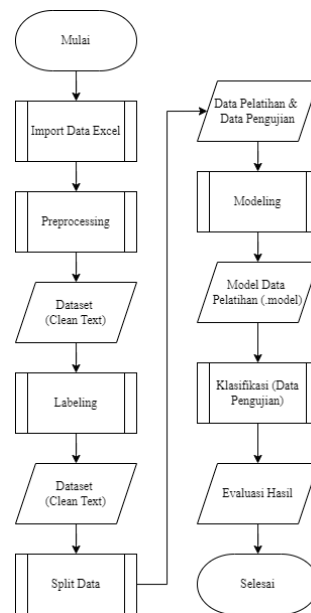 Mulai
Import Data Excel
Preprocessing
Dataset
(Clean Text)
Labeling
Dataset
(Clean Text)
Split Data
Data Pelatihan &
Data Pengujian
Modeling
Model Data
Pelatihan (.model)
Klasifikasi (Data
Pengujian)
Evaluasi Hasil
Selesai